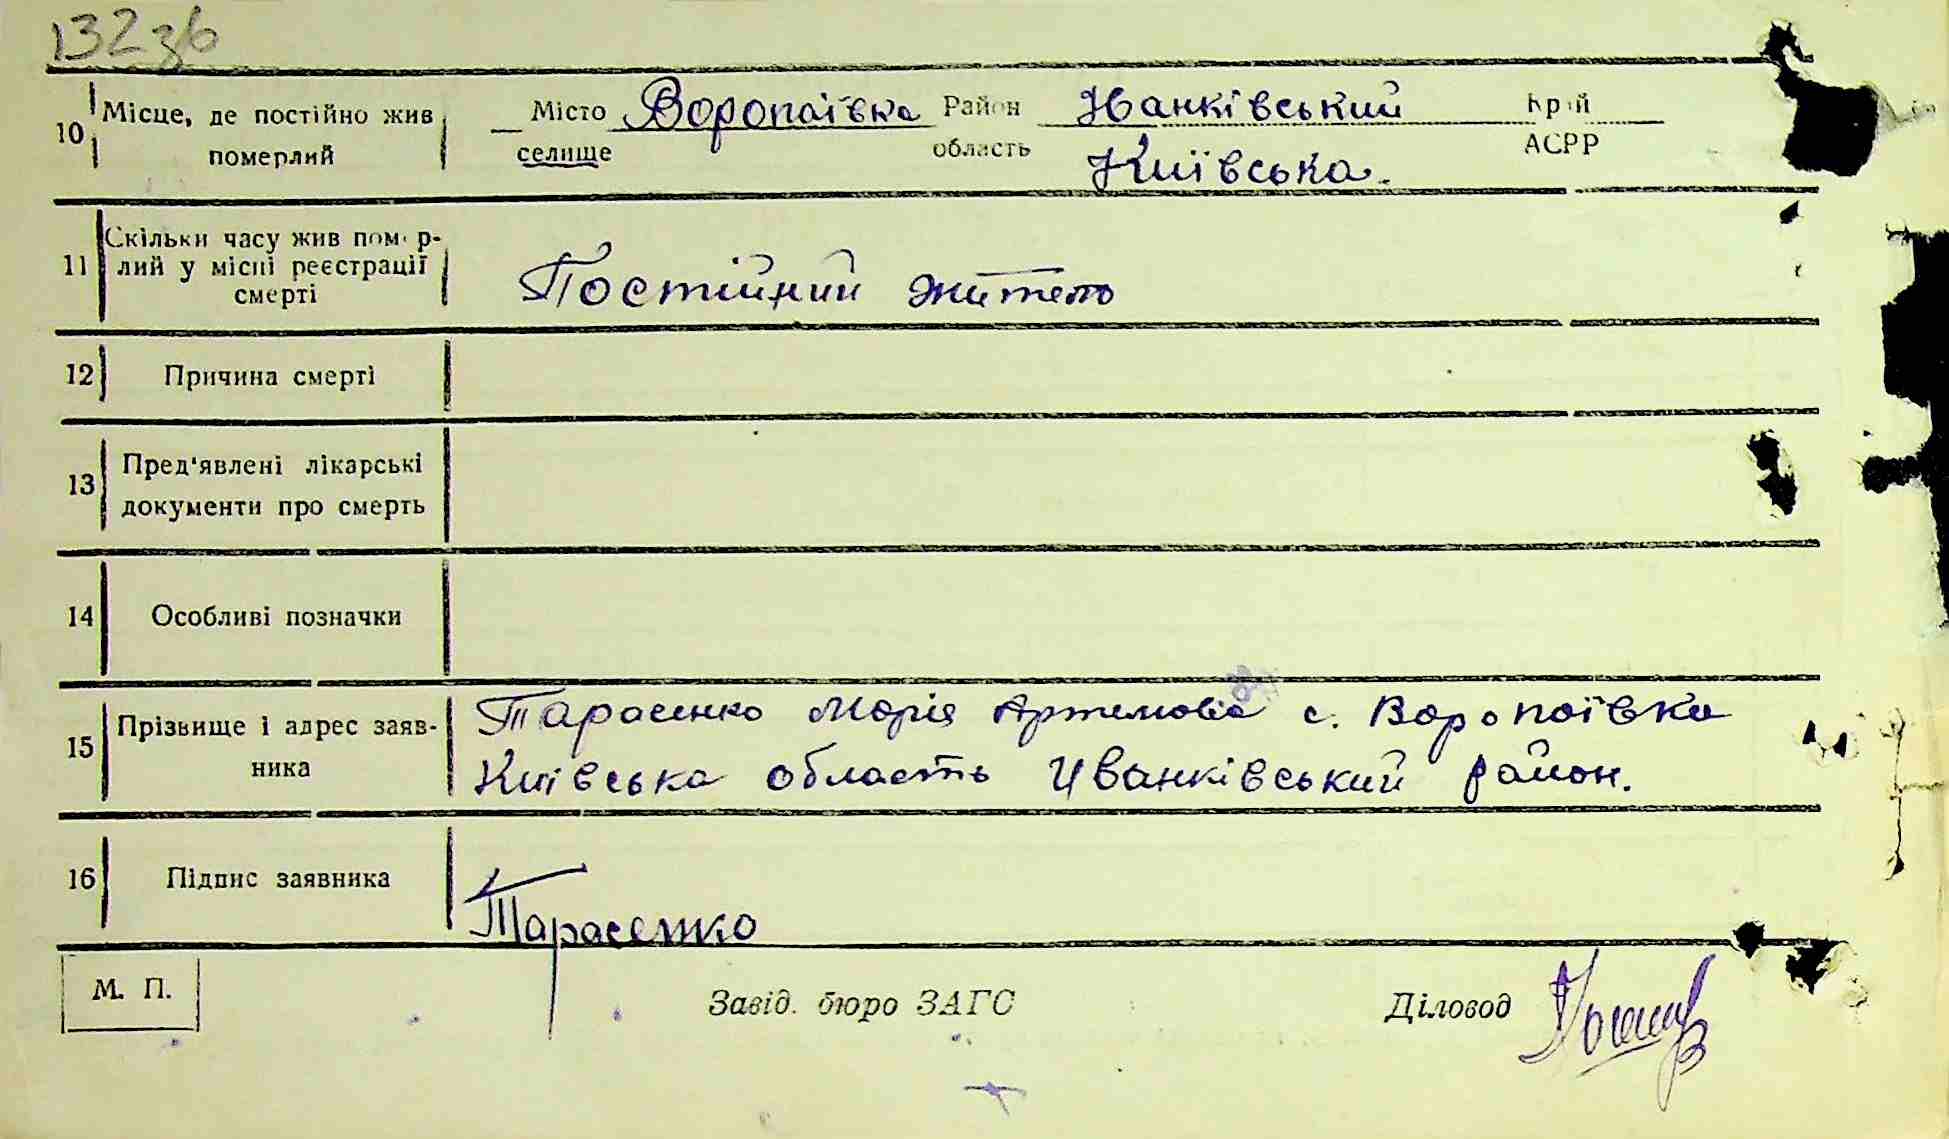 132зв
10 Місце, де постійно жив Місто Воропаївка Район Іванківський Край
померлий селище область Київська. АСРР
Скільки часу жив помер-
11 лий у місці реєстрації Постійний житель
смерті
12 Причина смерті
13 Пред'явлені лікарські
документи про смерть
14 Особливі позначки
15 Прізвище і адрес заяв- Тарасенко Марія Артемовна с. Воропаївка
ника Київська область Иванківський район.
16 Підпис заявника Тарасенко
М. П. Завід. бюро ЗАГС Діловод